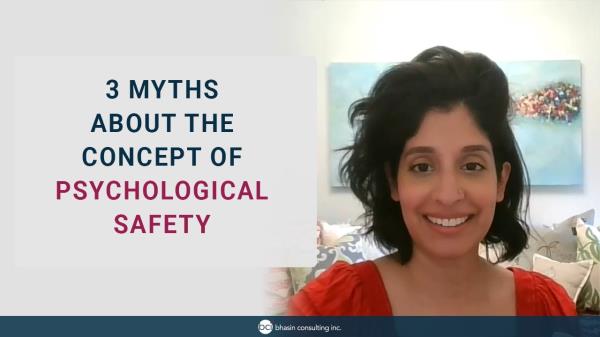 3 MYTHS
ABOUT THE
CONCEPT OF
PSYCHOLOGICAL
SAFETY
bci bhasin consulting inc.